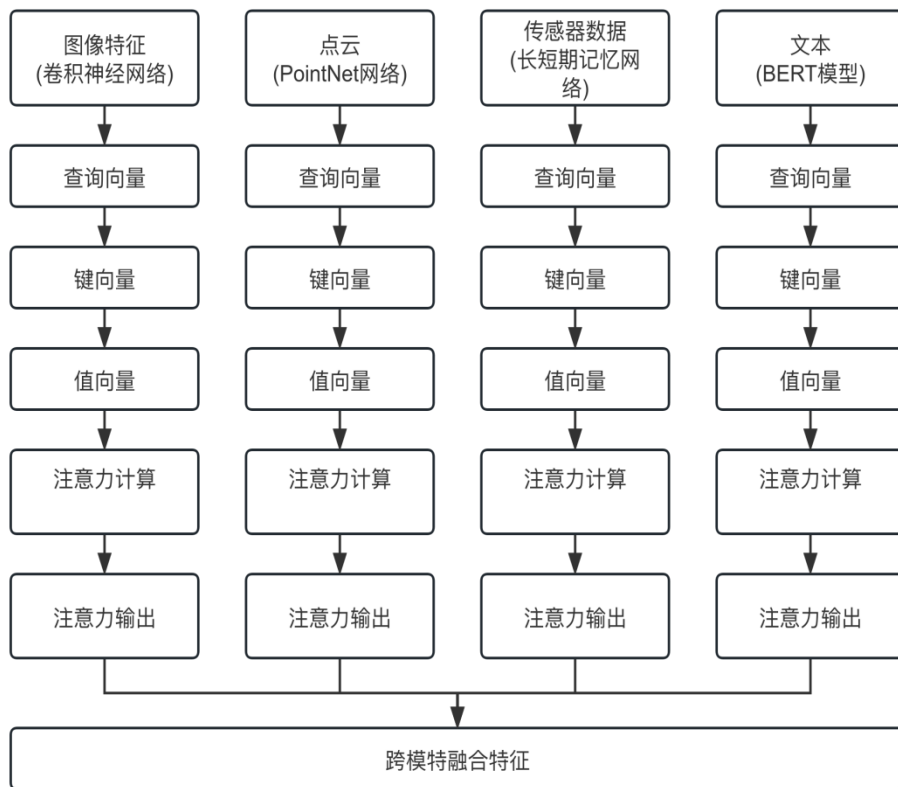 图像特征
(卷积神经网络)
点云
(PointNet网络)
传感器数据
(长短期记忆网
络)
文本
(BERT模型)
查询向量
查询向量
查询向量
查询向量
键向量
键向量
键向量
键向量
值向量
值向量
值向量
值向量
注意力计算
注意力计算
注意力计算
注意力计算
注意力输出
注意力输出
注意力输出
注意力输出
跨模特融合特征